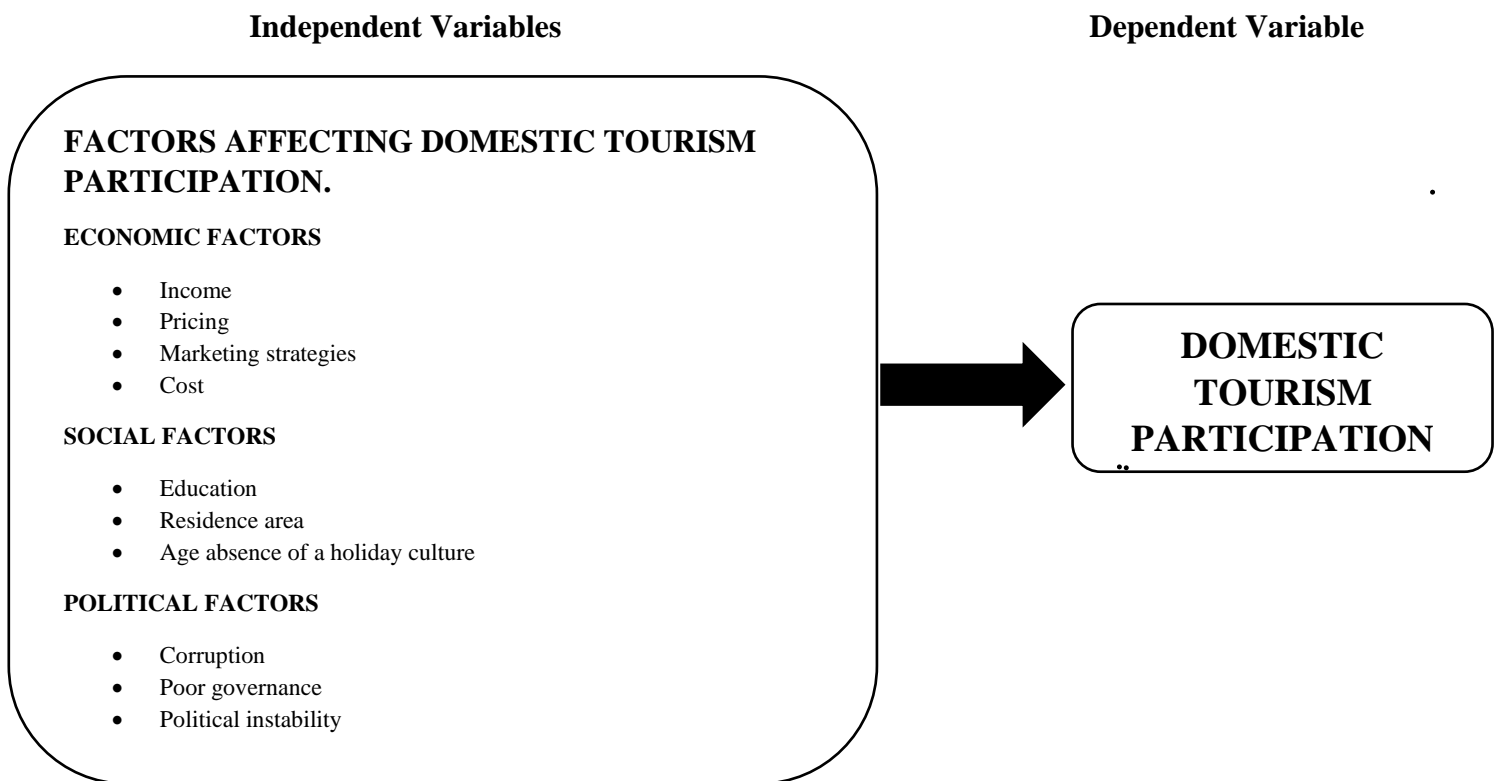 Independent Variables
Dependent Variable
FACTORS AFFECTING DOMESTIC TOURISM
PARTICIPATION.
ECONOMIC FACTORS
• Income
• Pricing
• Marketing strategies
• Cost
SOCIAL FACTORS
• Education
• Residence area
• Age absence of a holiday culture
POLITICAL FACTORS
• Corruption
• Poor governance
• Political instability
.
DOMESTIC
TOURISM
PARTICIPATION
..